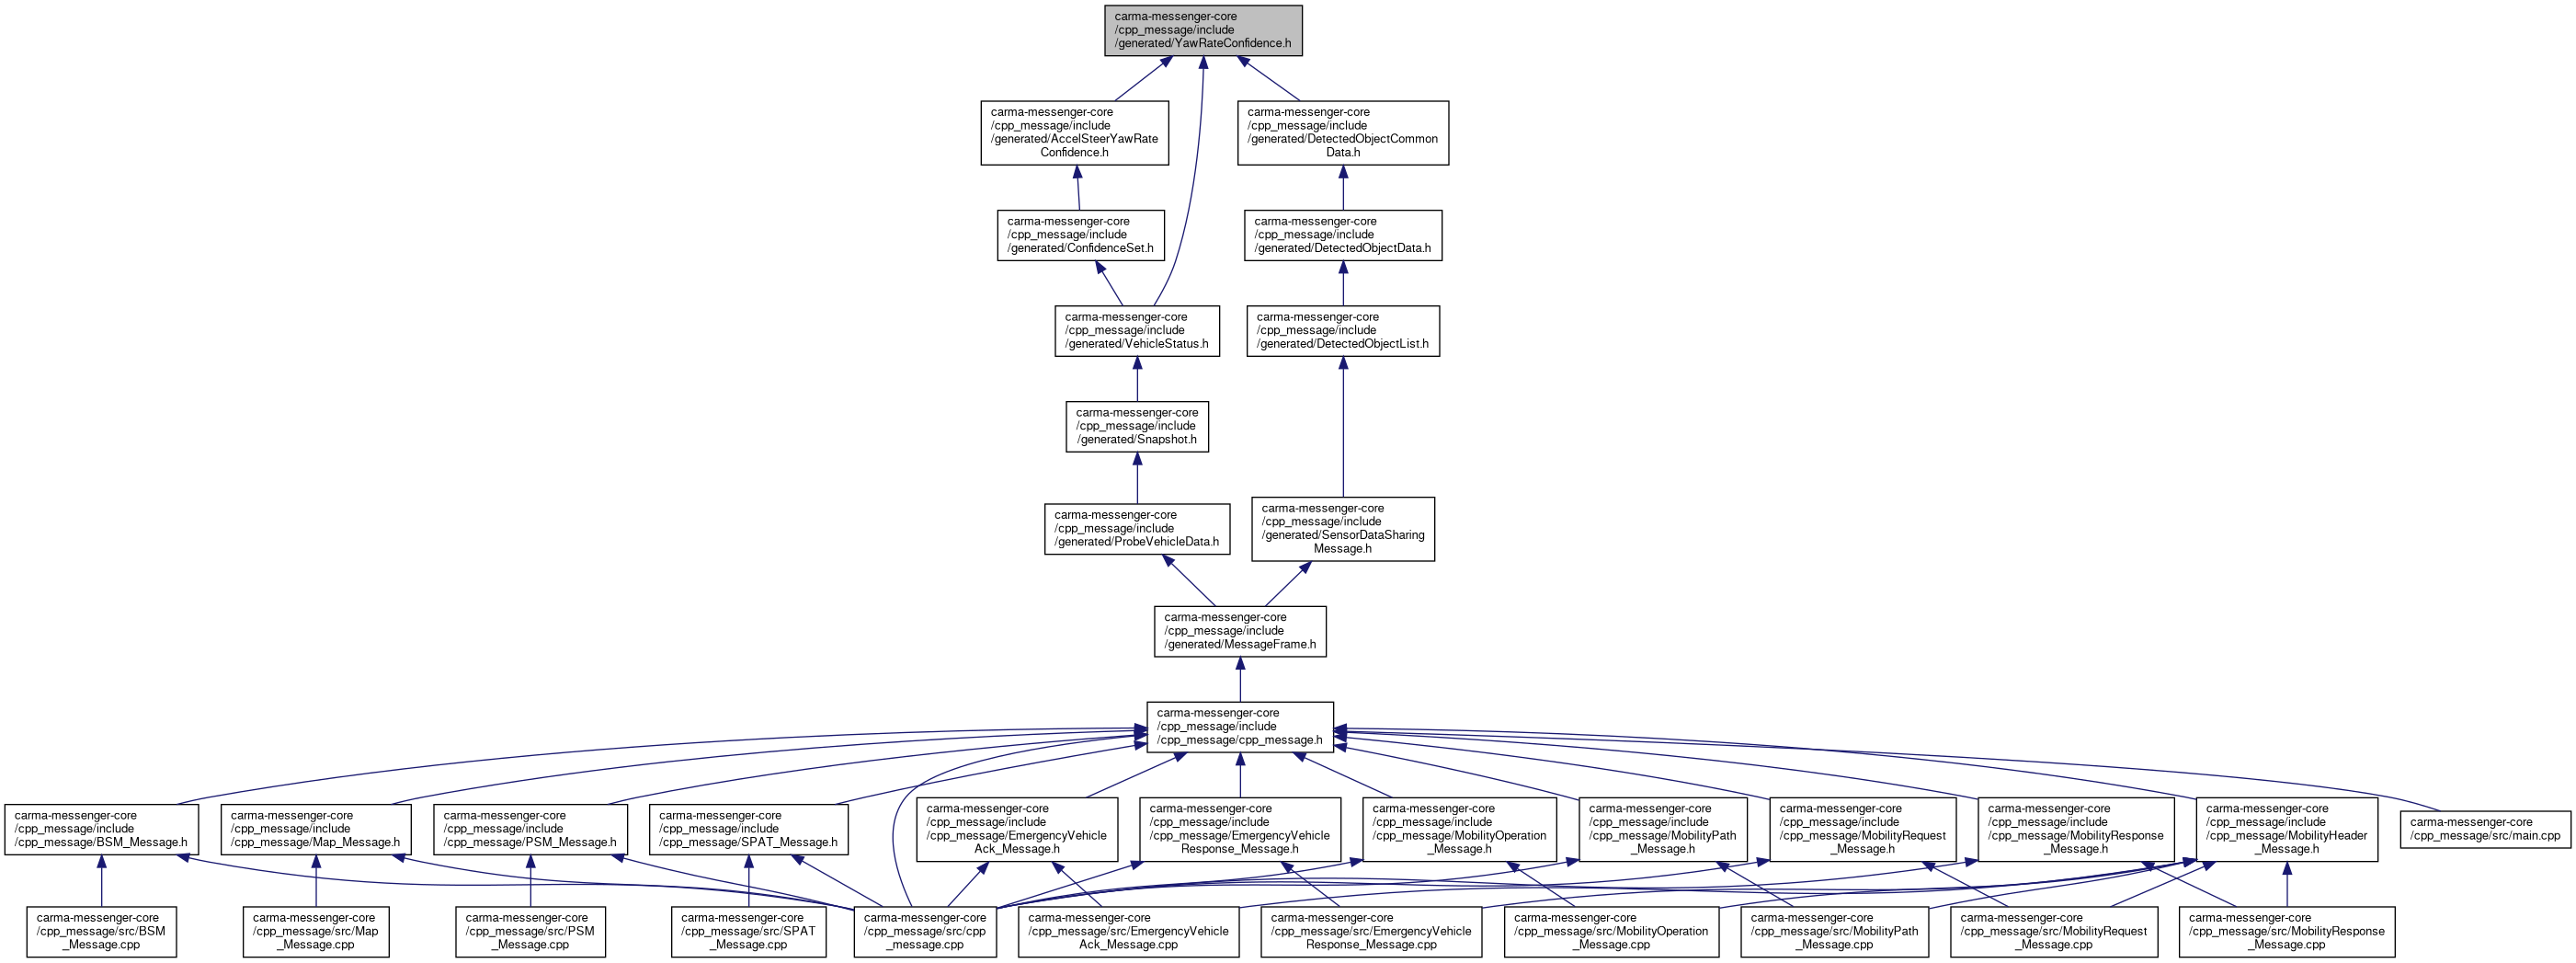 carma-messenger-core
/cpp_message/include
/generated/YawRateConfidence.h
carma-messenger-core
/cpp_message/include
/generated/AccelSteerYawRate
Confidence.h
carma-messenger-core
/cpp_message/include
/generated/DetectedObjectCommon
Data.h
carma-messenger-core
/cpp_message/include
/generated/ConfidenceSet.h
carma-messenger-core
/cpp_message/include
/generated/DetectedObjectData.h
carma-messenger-core
/cpp_message/include
/generated/VehicleStatus.h
carma-messenger-core
/cpp_message/include
/generated/DetectedObjectList.h
carma-messenger-core
/cpp_message/include
/generated/Snapshot.h
carma-messenger-core
/cpp_message/include
/generated/ProbeVehicleData.h
carma-messenger-core
/cpp_message/include
/generated/SensorDataSharing
Message.h
carma-messenger-core
/cpp_message/include
/generated/MessageFrame.h
carma-messenger-core
/cpp_message/include
/cpp_message/cpp_message.h
carma-messenger-core
/cpp_message/include
/cpp_message/BSM_Message.h
carma-messenger-core
/cpp_message/include
/cpp_message/Map_Message.h
carma-messenger-core
/cpp_message/include
/cpp_message/PSM_Message.h
carma-messenger-core
/cpp_message/include
/cpp_message/SPAT_Message.h
carma-messenger-core
/cpp_message/include
/cpp_message/EmergencyVehicle
Ack_Message.h
carma-messenger-core
/cpp_message/include
/cpp_message/EmergencyVehicle
Response_Message.h
carma-messenger-core
/cpp_message/include
/cpp_message/MobilityOperation
_Message.h
carma-messenger-core
/cpp_message/include
/cpp_message/MobilityPath
_Message.h
carma-messenger-core
/cpp_message/include
/cpp_message/MobilityRequest
_Message.h
carma-messenger-core
/cpp_message/include
/cpp_message/MobilityResponse
_Message.h
carma-messenger-core
/cpp_message/include
/cpp_message/MobilityHeader
_Message.h
carma-messenger-core
/cpp_message/src/main.cpp
carma-messenger-core
/cpp_message/src/BSM
_Message.cpp
carma-messenger-core
/cpp_message/src/Map
_Message.cpp
carma-messenger-core
/cpp_message/src/PSM
_Message.cpp
carma-messenger-core
/cpp_message/src/SPAT
_Message.cpp
carma-messenger-core
/cpp_message/src/cpp
_message.cpp
carma-messenger-core
/cpp_message/src/EmergencyVehicle
Ack_Message.cpp
carma-messenger-core
/cpp_message/src/EmergencyVehicle
Response_Message.cpp
carma-messenger-core
/cpp_message/src/MobilityOperation
_Message.cpp
carma-messenger-core
/cpp_message/src/MobilityPath
_Message.cpp
carma-messenger-core
/cpp_message/src/MobilityRequest
_Message.cpp
carma-messenger-core
/cpp_message/src/MobilityResponse
_Message.cpp